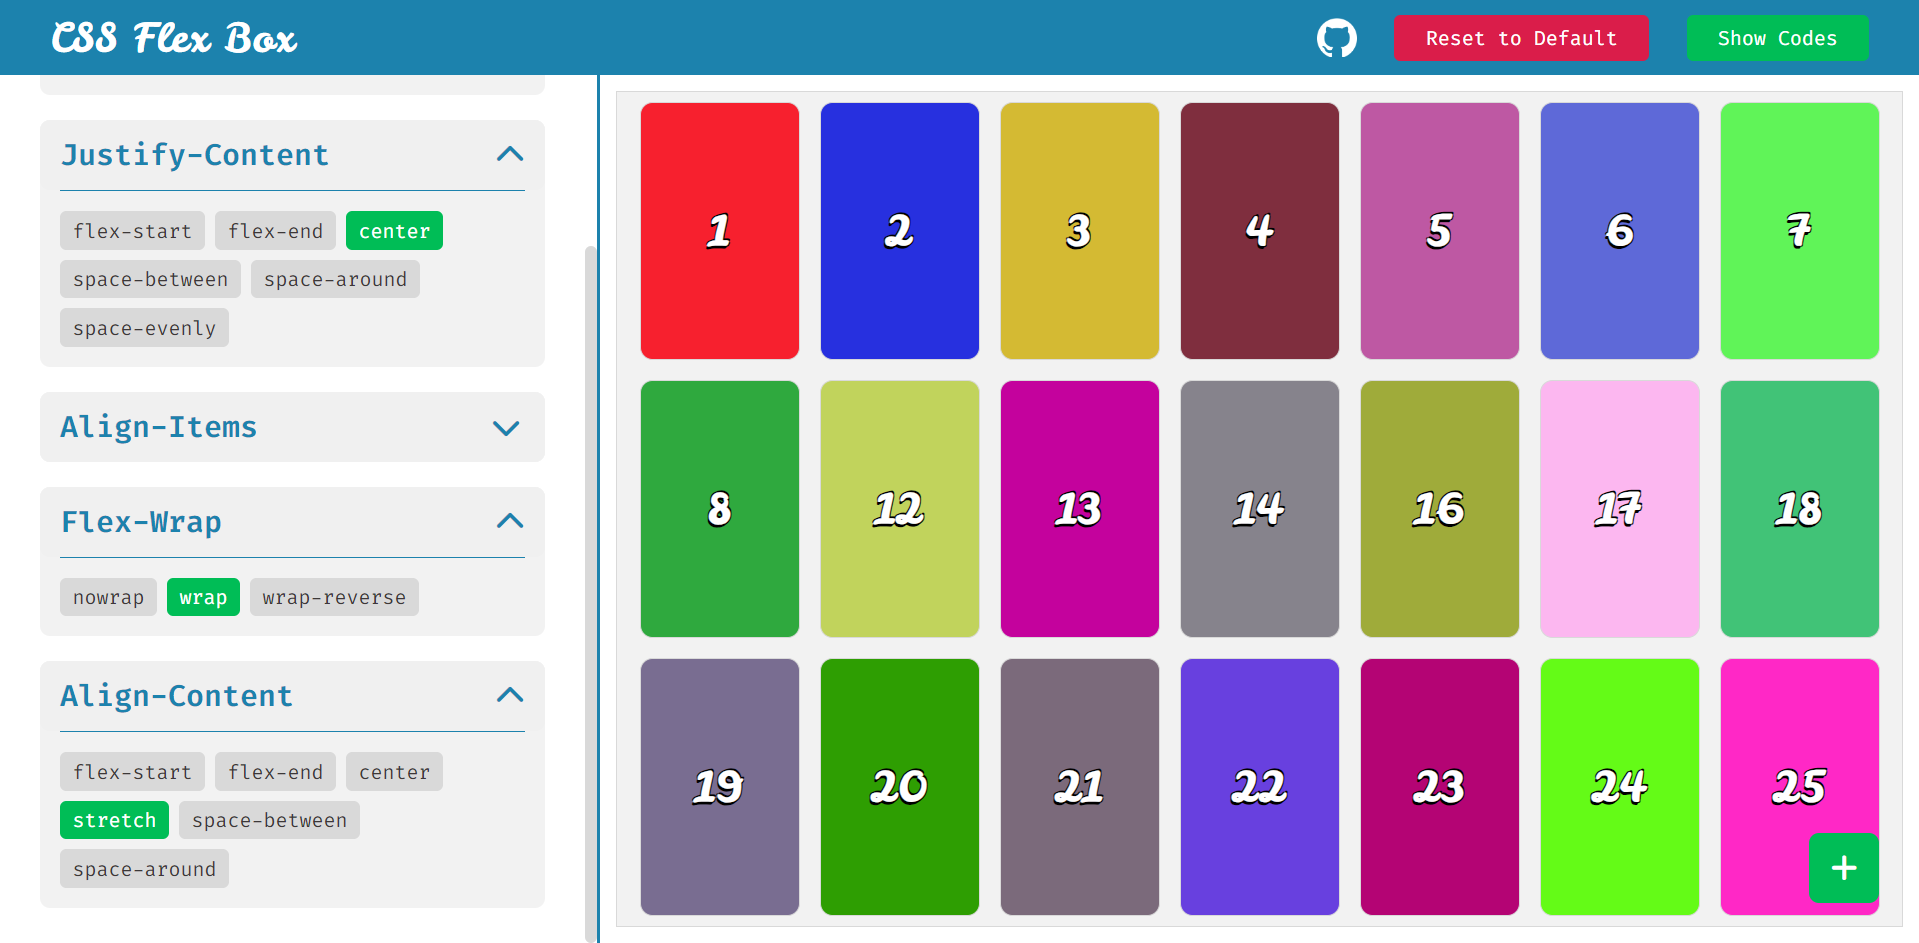 CSS Flex Box
Reset to Default
Show Codes
Justify-Content
flex-start flex-end center
space-between space-around
space-evenly
Align-Items
Flex-Wrap
nowrap wrap wrap-reverse
Align-Content
flex-start flex-end center
stretch space-between
space-around
1 2 3 4 5 6 7
8 12 13 14 16 17 18
19 20 21 22 23 24 25
+